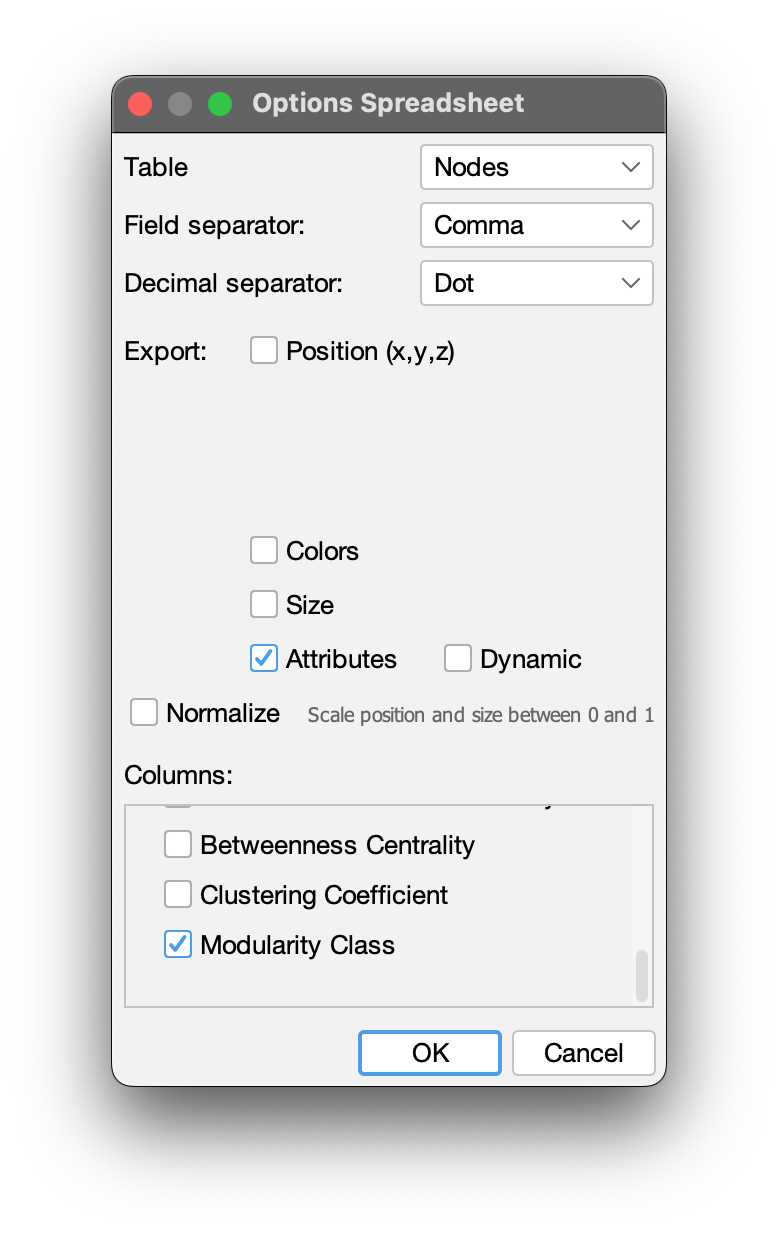 Options Spreadsheet
Table Nodes
Field separator: Comma
Decimal separator: Dot
Export: Position (x,y,z)
Colors
Size
Attributes Dynamic
Normalize Scale position and size between 0 and 1
Columns:
Betweenness Centrality
Clustering Coefficient
Modularity Class
OK Cancel